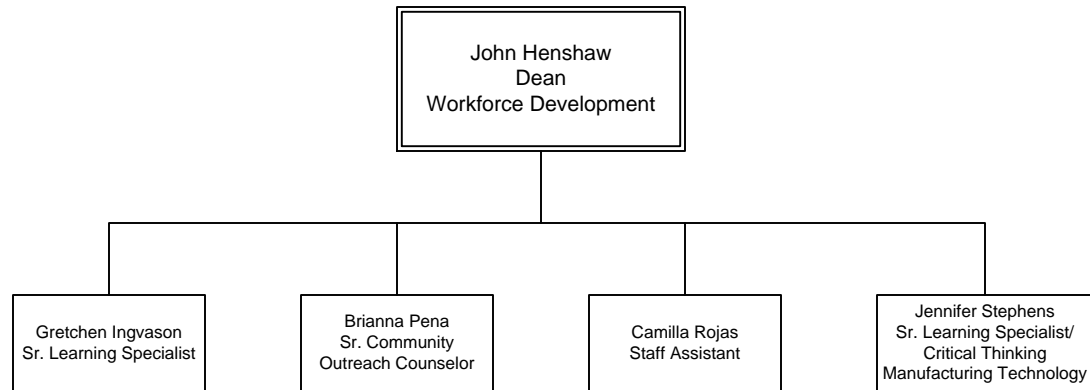 John Henshaw
Dean
Workforce Development
Gretchen Ingvason
Sr. Learning Specialist
Brianna Pena
Sr. Community
Outreach Counselor
Camilla Rojas
Staff Assistant
Jennifer Stephens
Sr. Learning Specialist/
Critical Thinking
Manufacturing Technology